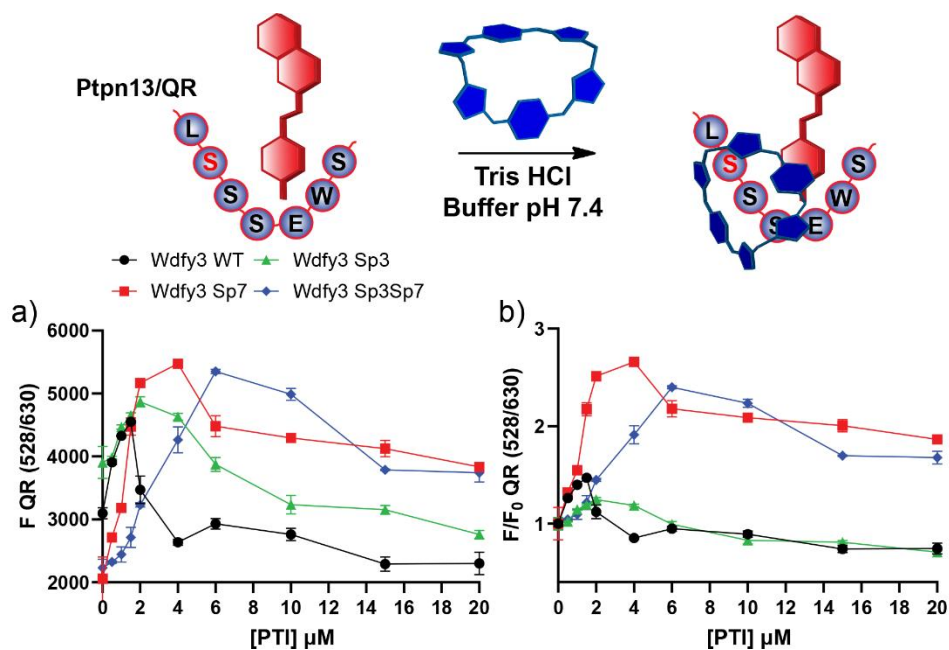 Ptpn13/QR
L
S
S
S
E
W
S
Tris HCl
Buffer pH 7.4
L
S
S
S
E
W
S
Wdfy3 WT
Wdfy3 Sp3
Wdfy3 Sp7
Wdfy3 Sp3Sp7
a)
F QR (528/630)
6000
5000
4000
3000
2000
0 2 4 6 8 10 12 14 16 18 20
[PTI] µM
b)
F/F0 QR (528/630)
3
2
1
0 2 4 6 8 10 12 14 16 18 20
[PTI] µM